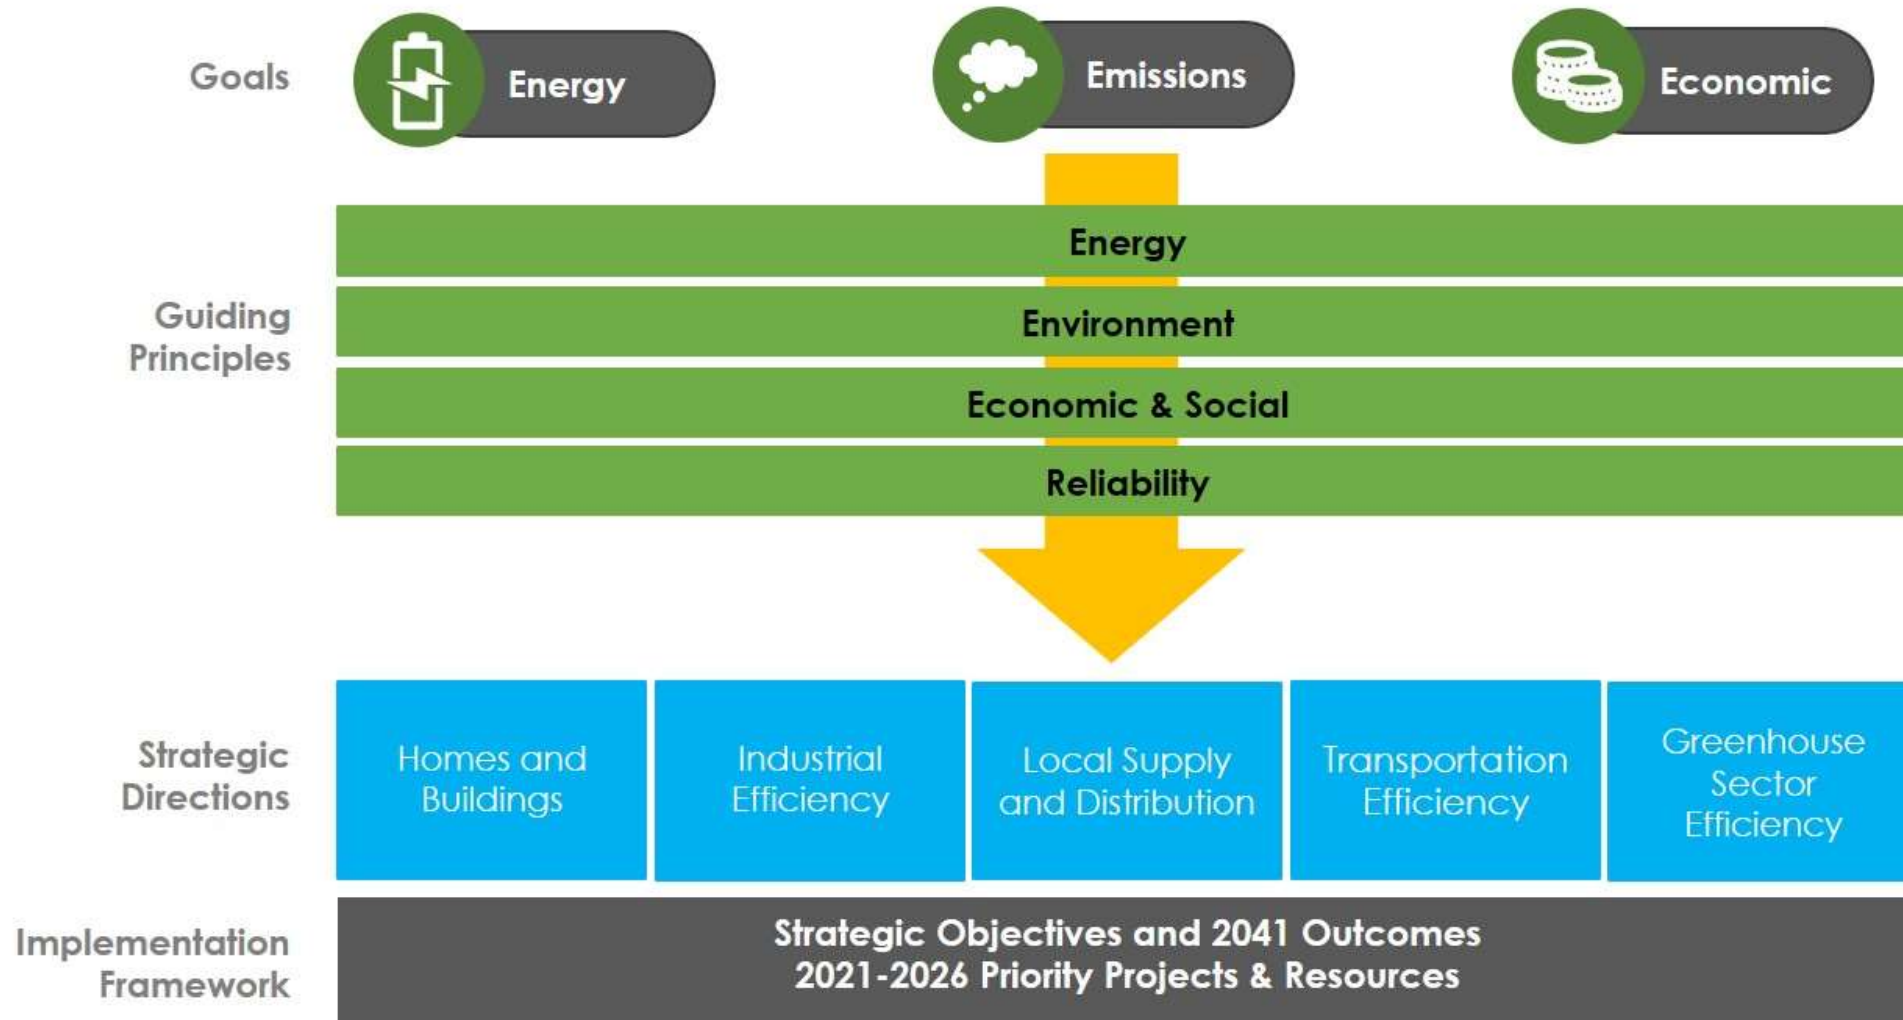 Goals
Energy
Emissions
Economic
Guiding
Principles
Energy
Environment
Economic & Social
Reliability
Strategic
Directions
Homes and
Buildings
Industrial
Efficiency
Local Supply
and Distribution
Transportation
Efficiency
Greenhouse
Sector
Efficiency
Implementation
Framework
Strategic Objectives and 2041 Outcomes
2021-2026 Priority Projects & Resources